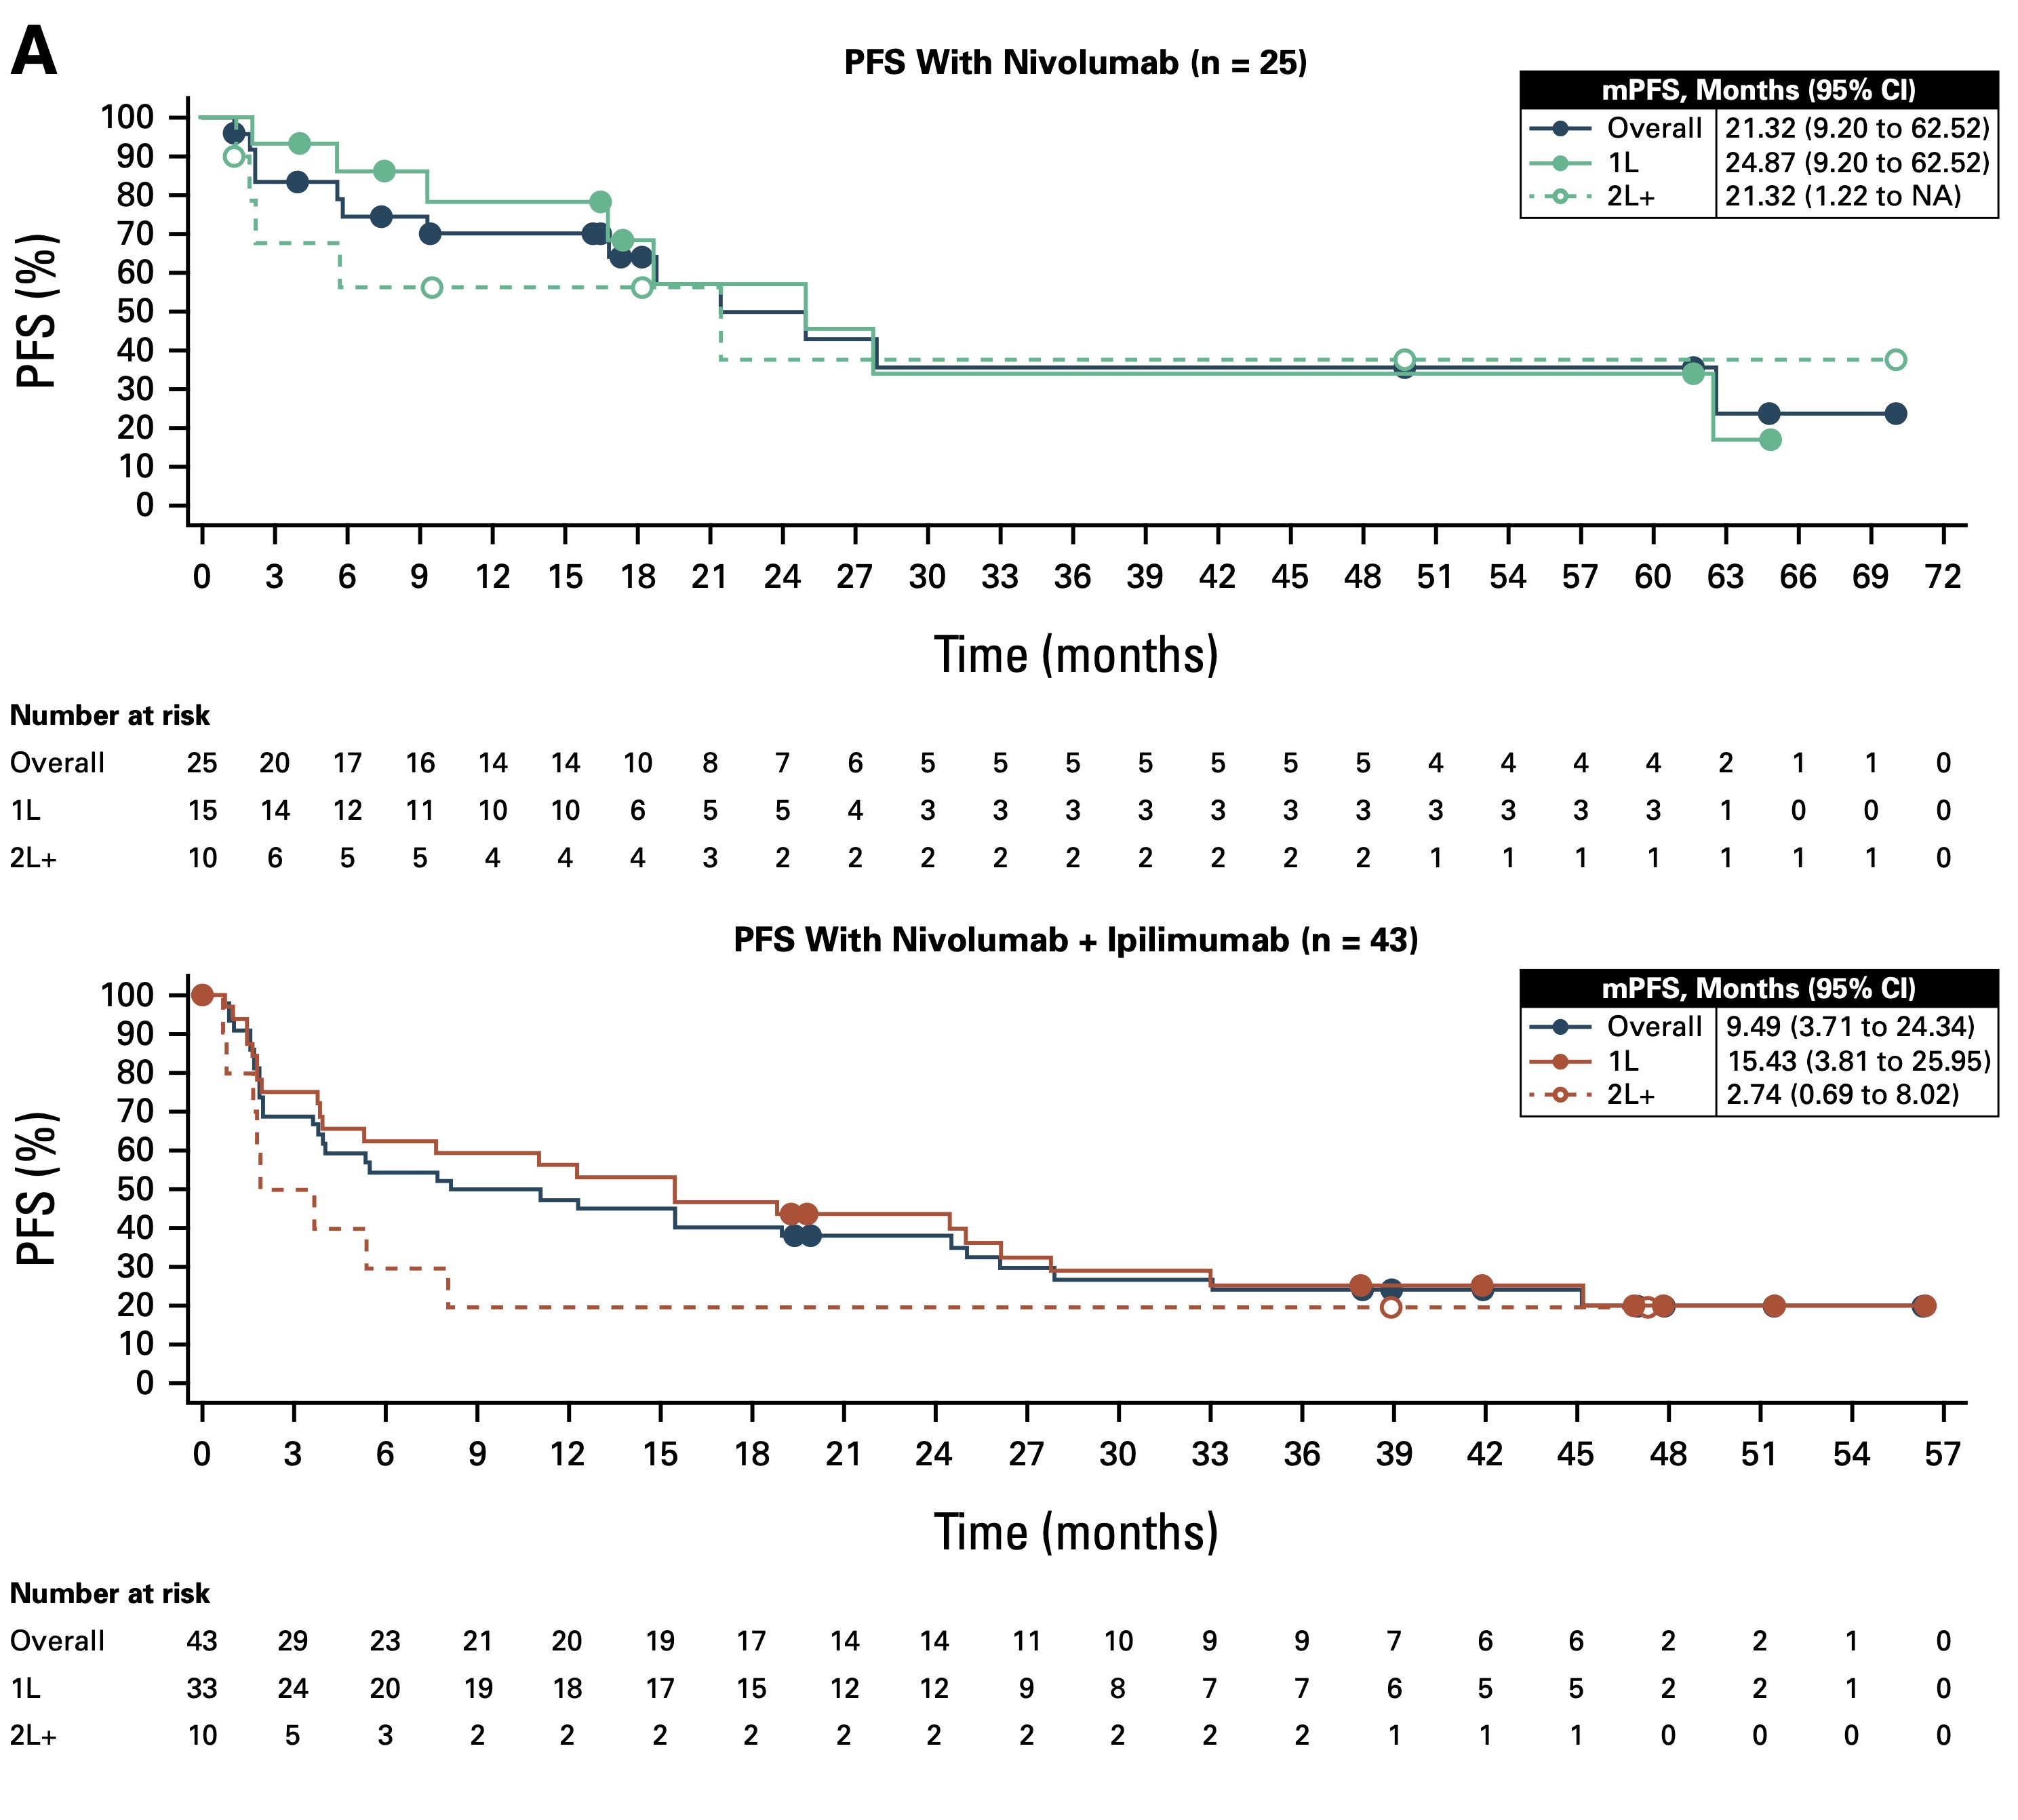 A
PFS With Nivolumab (n = 25)
mPFS, Months (95% CI)
Overall 21.32 (9.20 to 62.52)
1L 24.87 (9.20 to 62.52)
2L+ 21.32 (1.22 to NA)
PFS (%)
100
90
80
70
60
50
40
30
20
10
0
0 3 6 9 12 15 18 21 24 27 30 33 36 39 42 45 48 51 54 57 60 63 66 69 72
Time (months)
Number at risk
Overall 25 20 17 16 14 14 10 8 7 6 5 5 5 5 5 5 5 4 4 4 4 2 1 1 0
1L 15 14 12 11 10 10 6 5 5 4 3 3 3 3 3 3 3 3 3 3 3 1 0 0 0
2L+ 10 6 5 5 4 4 4 3 2 2 2 2 2 2 2 2 2 1 1 1 1 1 1 1 0
PFS With Nivolumab + Ipilimumab (n = 43)
mPFS, Months (95% CI)
Overall 9.49 (3.71 to 24.34)
1L 15.43 (3.81 to 25.95)
2L+ 2.74 (0.69 to 8.02)
PFS (%)
100
90
80
70
60
50
40
30
20
10
0
0 3 6 9 12 15 18 21 24 27 30 33 36 39 42 45 48 51 54 57
Time (months)
Number at risk
Overall 43 29 23 21 20 19 17 14 14 11 10 9 9 7 6 6 2 2 1 0
1L 33 24 20 19 18 17 15 12 12 9 8 7 7 6 5 5 2 2 1 0
2L+ 10 5 3 2 2 2 2 2 2 2 2 2 2 1 1 1 0 0 0 0